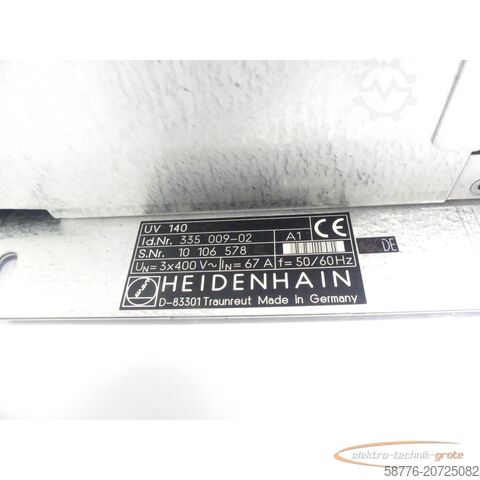 UV 140
Id.Nr. 335 009-02 A1
S.Nr. 10 106 578
UN=3x400 V~ IN= 67 A f= 50/60Hz
HEIDENHAIN
D-83301 Traunreut Made in Germany
CE
DE
elektro-technik-grote
58776-20725082